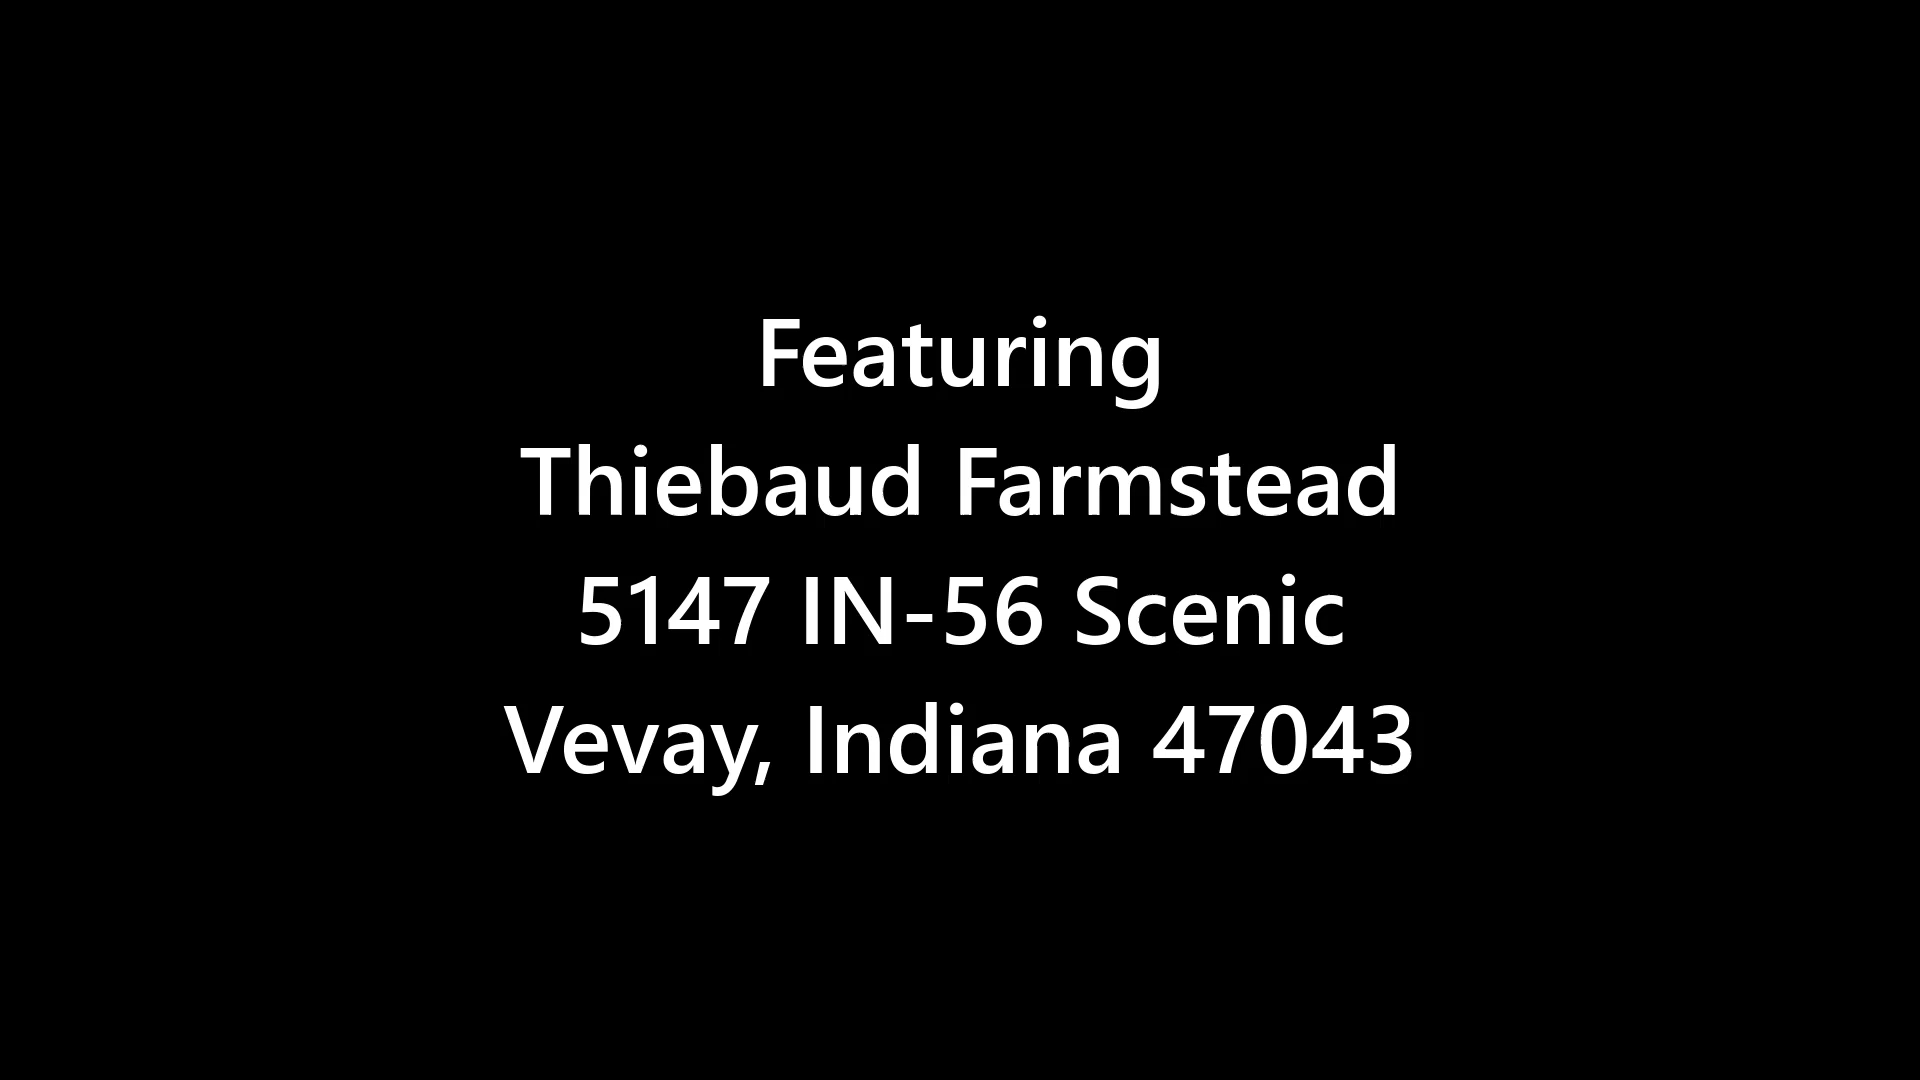 Featuring
Thiebaud Farmstead
5147 IN-56 Scenic
Vevay, Indiana 47043